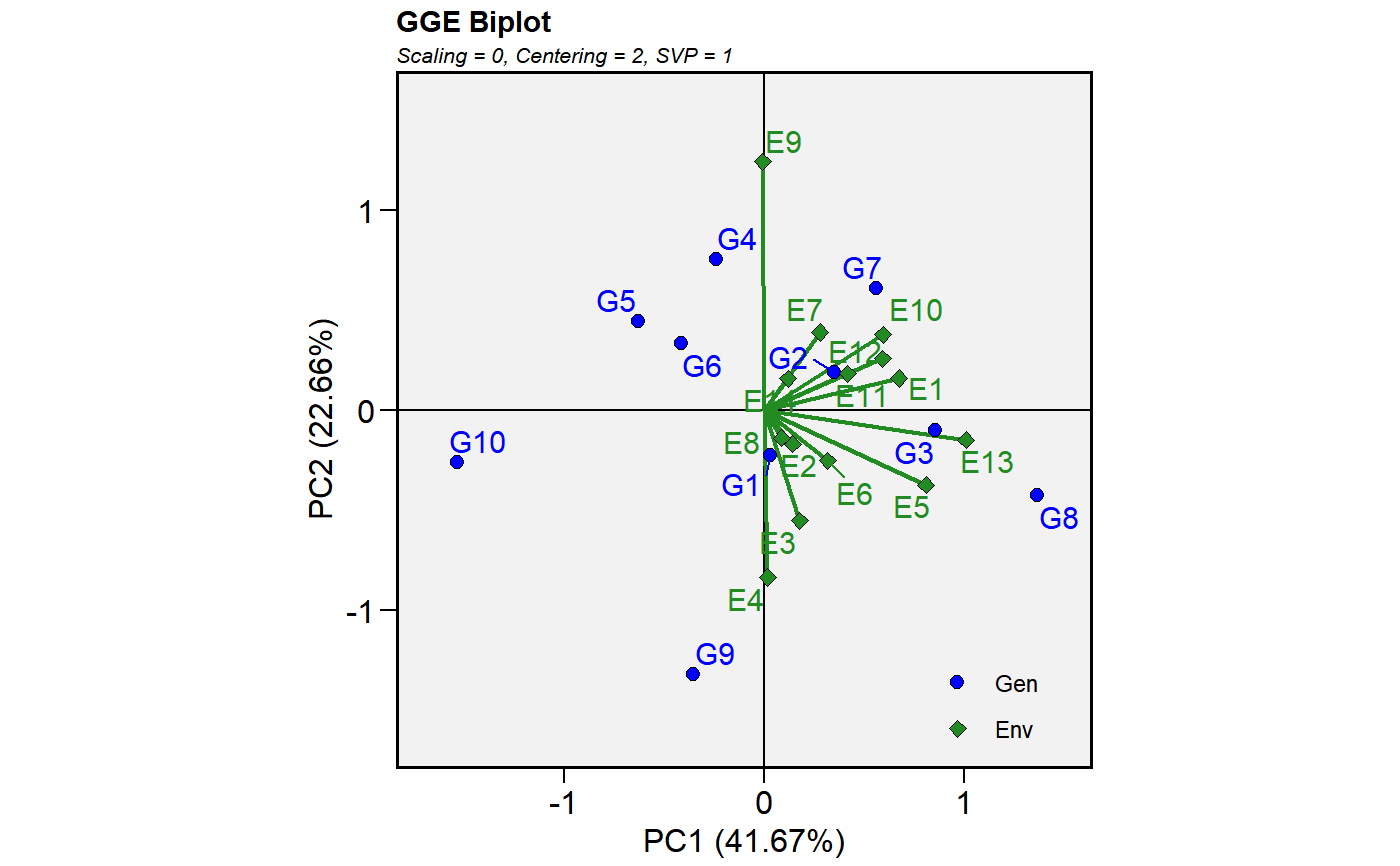 GGE Biplot
Scaling = 0, Centering = 2, SVP = 1
E9
1
G4
G7
G5
E7
E10
G2
E12
G6
E1
E11
0
G10
E8
G3
E2
E13
G1
E6
E5
G8
E3
E4
-1
G9
Gen
Env
-1
0
1
PC1 (41.67%)
PC2 (22.66%)